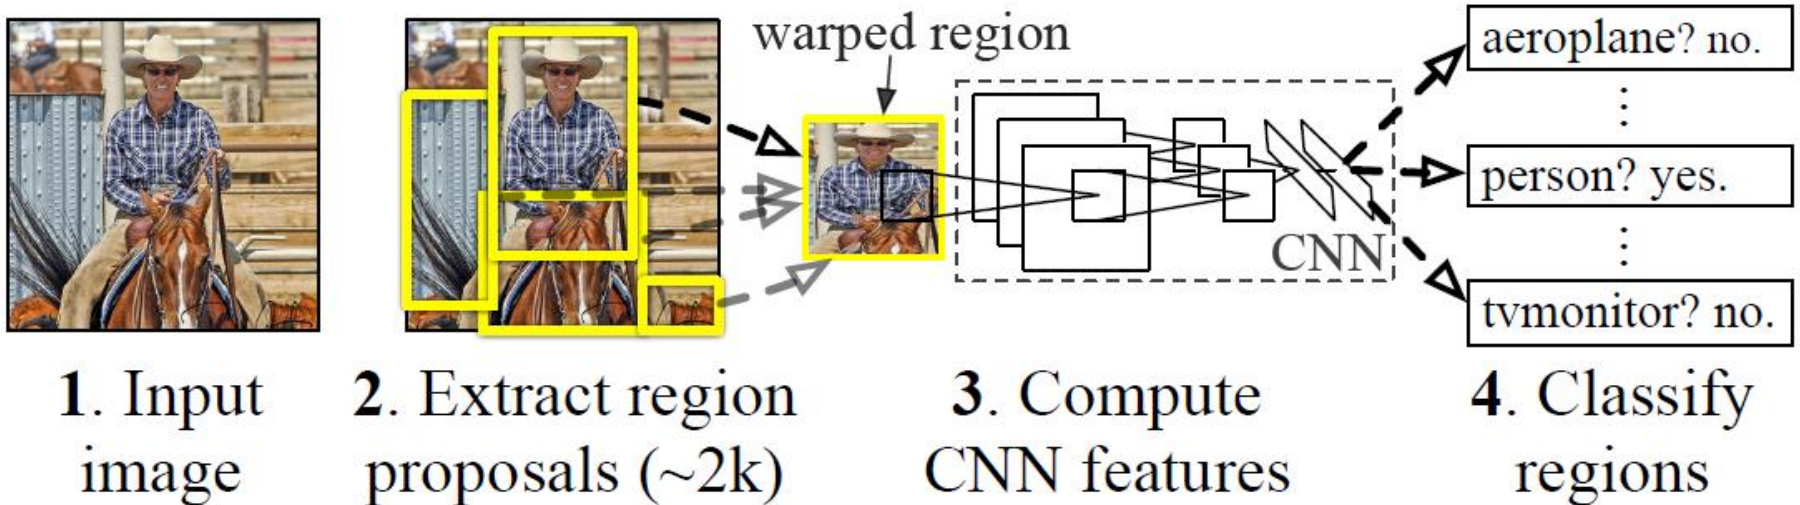 warped region
aeroplane? no.
⋮
person? yes.
⋮
tvmonitor? no.
CNN
1. Input
image
2. Extract region
proposals (~2k)
3. Compute
CNN features
4. Classify
regions